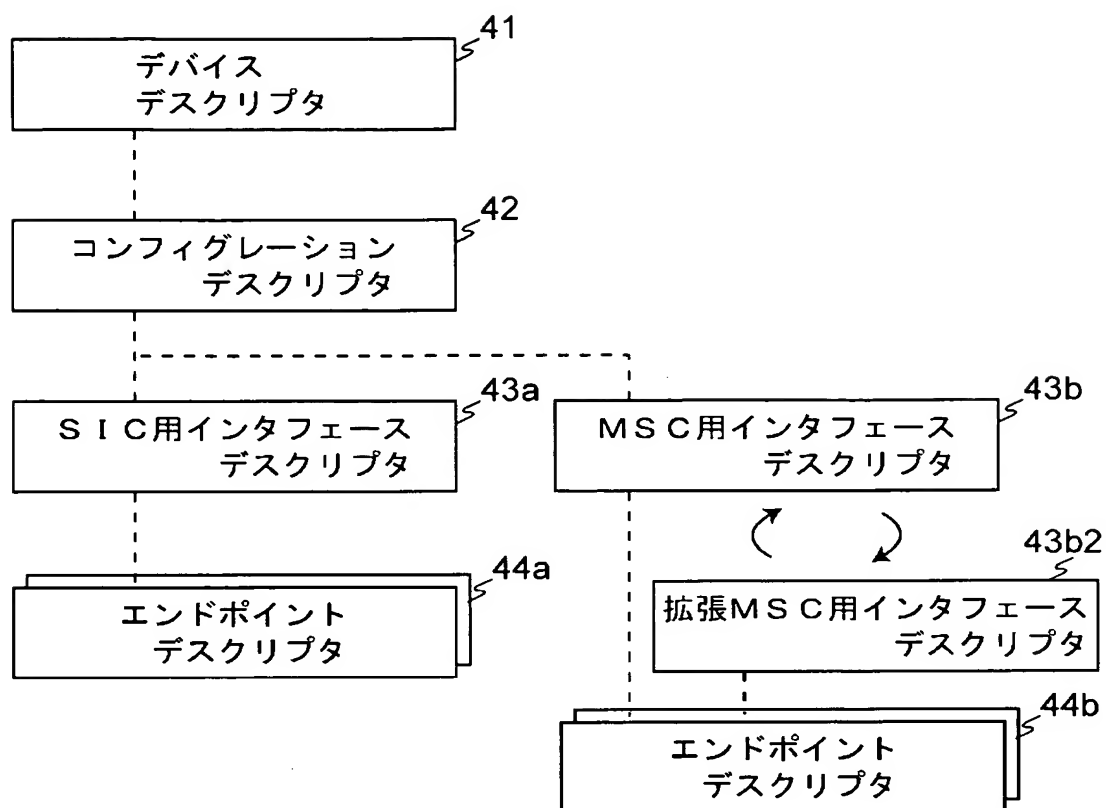 41
デバイス
デスクリプタ
42
コンフィグレーション
デスクリプタ
43a
ＳＩＣ用インタフェース
デスクリプタ
43b
ＭＳＣ用インタフェース
デスクリプタ
44a
エンドポイント
デスクリプタ
43b2
拡張ＭＳＣ用インタフェース
デスクリプタ
44b
エンドポイント
デスクリプタ